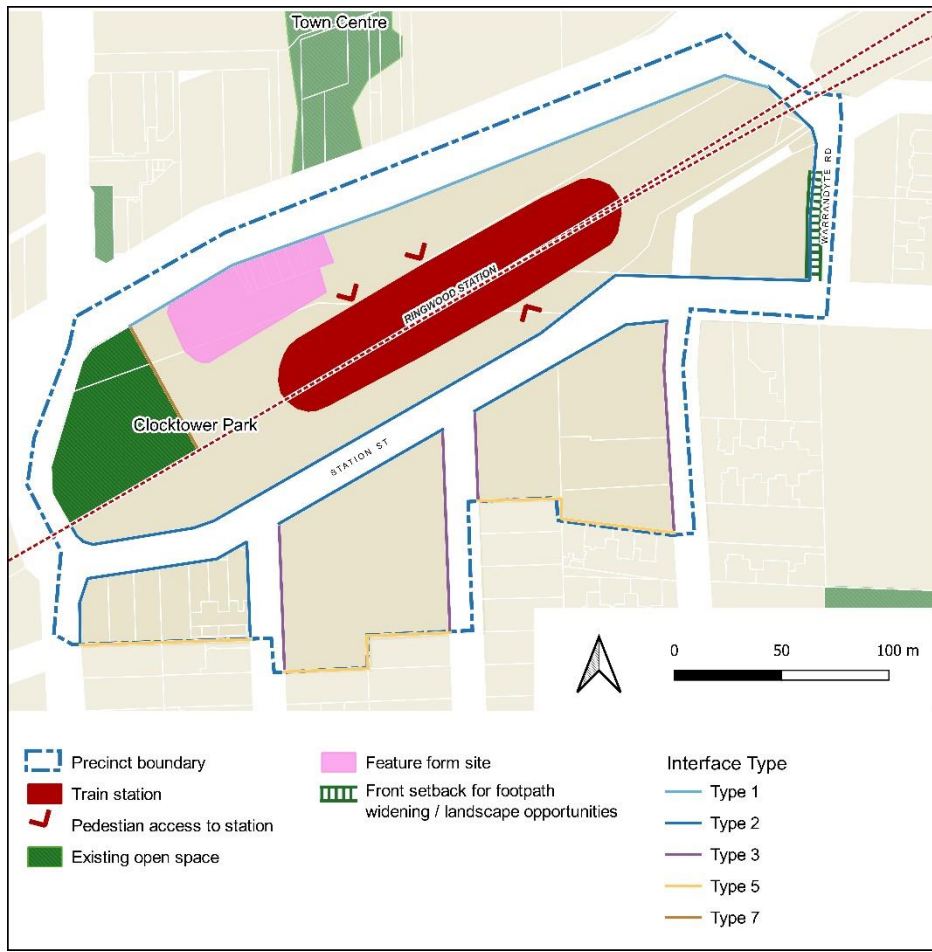 Town Centre
WARRANDYTE RD
RINGWOOD STATION
Clocktower Park
STATION ST
0 50 100 m
Precinct boundary
Train station
Pedestian access to station
Existing open space
Feature form site
Front setback for footpath
widening / landscape opportunities
Interface Type
Type 1
Type 2
Type 3
Type 5
Type 7